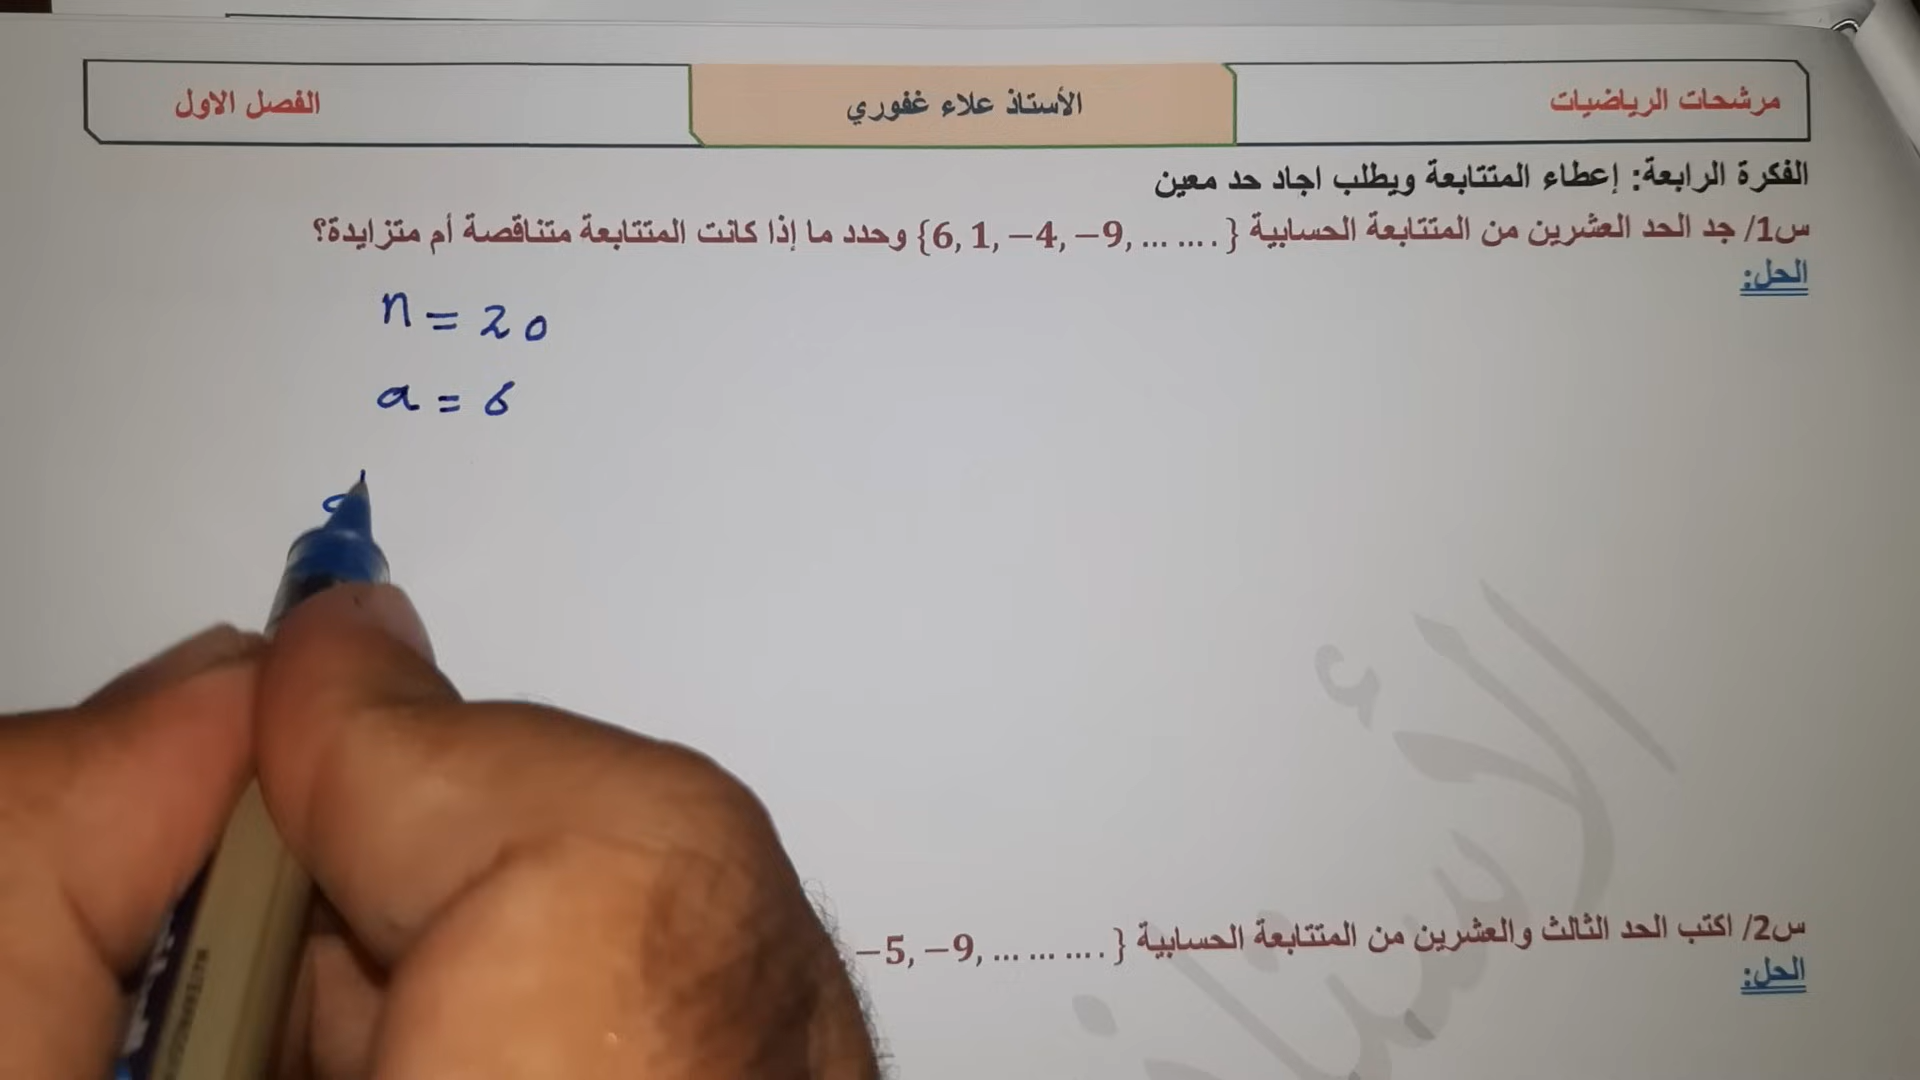 مرشحات الرياضيات
الأستاذ علاء غفوري
الفصل الاول
الفكرة الرابعة: إعطاء المتتابعة ويطلب اجاد حد معين
س1/ جد الحد العشرين من المتتابعة الحسابية {6, 1, −4, −9, … … . } وحدد ما إذا كانت المتتابعة متناقصة أم متزايدة؟
الحل:
n = 20
a = 6
d
س2/ اكتب الحد الثالث والعشرين من المتتابعة الحسابية −5, −9, … … … . }
الحل:
الأستاذ